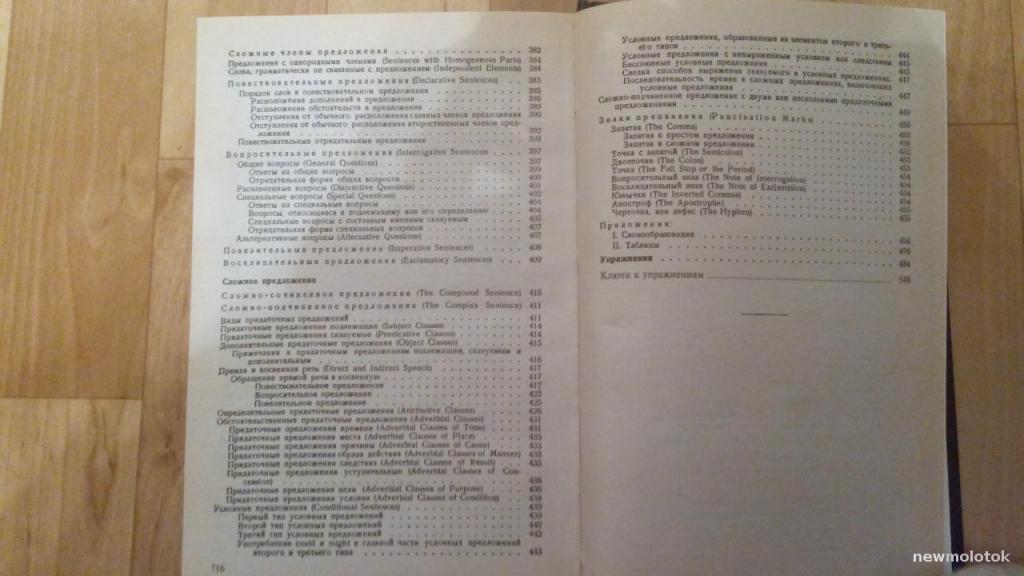 Сложные члены предложения 382
Предложения с однородными членами (Sentences with Homogeneous Parts) 384
Слова, грамматически не связанные с предложением (Independent Elements) 384
Повествовательные предложения (Declarative Sentences) 385
Порядок слов в повествовательном предложении 385
Расположение дополнений в предложении 386
Расположение обстоятельств в предложении 389
Отступления от обычного расположения главных членов предложения 390
Отступления от обычного расположения второстепенных членов пред-
ложения 392
Повествовательные отрицательные предложения 393
Вопросительные предложения (Interrogative Sentences) 397
Общие вопросы (General Questions) 397
Ответы на общие вопросы 399
Отрицательная форма общих вопросов 400
Расчлененные вопросы (Disjunctive Questions) 401
Специальные вопросы (Special Questions) 402
Ответы на специальные вопросы 404
Вопросы, относящиеся к подлежащему или его определению 404
Специальные вопросы с составным именным сказуемым 405
Отрицательная форма специальных вопросов 407
Альтернативные вопросы (Alternative Questions) 407
Повелительные предложения (Imperative Sentences) 408
Восклицательные предложения (Exclamatory Sentences) 409
Сложное предложение
Сложно-сочиненное предложение (The Compound Sentence) 410
Сложно-подчиненное предложение (The Complex Sentence) 411
Виды придаточных предложений 411
Придаточные предложения подлежащие (Subject Clauses) 414
Придаточные предложения сказуемые (Predicative Clauses) 414
Дополнительные придаточные предложения (Object Clauses) 415
Примечания к придаточным предложениям подлежащим, сказуемым и
дополнительным 416
Прямая и косвенная речь (Direct and Indirect Speech) 417
Обращение прямой речи в косвенную 417
Повествовательное предложение 417
Вопросительное предложение 423
Повелительное предложение 425
Определительные придаточные предложения (Attributive Clauses) 426
Обстоятельственные придаточные предложения (Adverbial Clauses) 431
Придаточные предложения времени (Adverbial Clauses of Time) 431
Придаточные предложения места (Adverbial Clauses of Place) 433
Придаточные предложения причины (Adverbial Clauses of Cause) 433
Придаточные предложения образа действия (Adverbial Clauses of Manner) 433
Придаточные предложения следствия (Adverbial Clauses of Result) 435
Придаточные предложения уступительные (Adverbial Clauses of Con-
cession) 436
Придаточные предложения цели (Adverbial Clauses of Purpose) 436
Придаточные предложения условия (Adverbial Clauses of Condition) 438
Условные предложения (Conditional Sentences) 439
Первый тип условных предложений 439
Второй тип условных предложений 440
Третий тип условных предложений 442
Употребление could и might в главной части условных предложений
второго и третьего типа 443
716
Условные предложения, образованные из элементов второго и треть-
его типов 444
Условные предложения с невыраженным условием или следствием 445
Бессоюзные условные предложения 445
Сводка способов выражения сказуемого в условных предложениях 447
Последовательность времен в сложных предложениях, включающих
условные предложения 447
Сложно-подчиненное предложение с двумя или несколькими придаточными
предложениями 449
Знаки препинания (Punctuation Marks)
Запятая (The Comma) 450
Запятая в простом предложении 450
Запятая в сложном предложении
Точка с запятой (The Semicolon)
Двоеточие (The Colon)
Точка (The Full Stop or the Period)
Вопросительный знак (The Note of Interrogation)
Восклицательный знак (The Note of Exclamation) 454
Кавычки (The Inverted Commas) 454
Апостроф (The Apostrophe)
Черточка, или дефис (The Hyphen) 455
Приложения:
I. Словообразование 456
II. Таблицы 476
Упражнения 484
Ключи к упражнениям 548
newmolotok